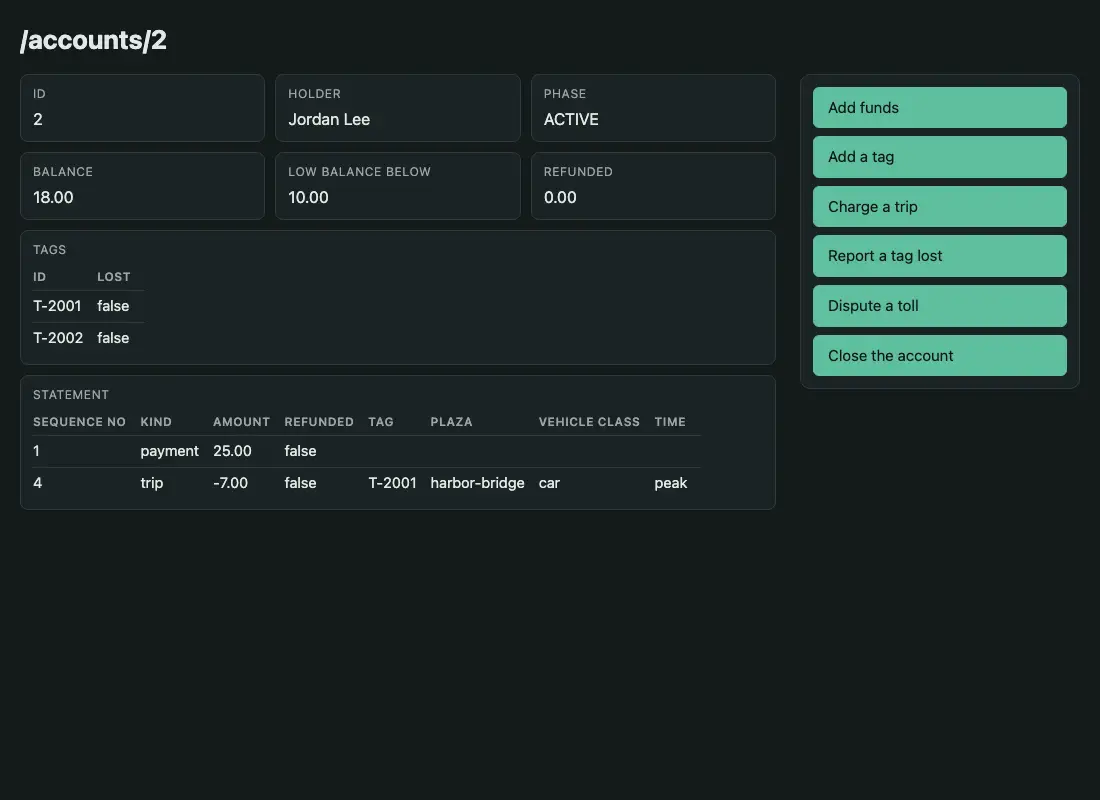 /accounts/2
ID
2
HOLDER
Jordan Lee
PHASE
ACTIVE
BALANCE
18.00
LOW BALANCE BELOW
10.00
REFUNDED
0.00
TAGS
ID LOST
T-2001 false
T-2002 false
STATEMENT
SEQUENCE NO KIND AMOUNT REFUNDED TAG PLAZA VEHICLE CLASS TIME
1 payment 25.00 false
4 trip -7.00 false T-2001 harbor-bridge car peak
Add funds
Add a tag
Charge a trip
Report a tag lost
Dispute a toll
Close the account